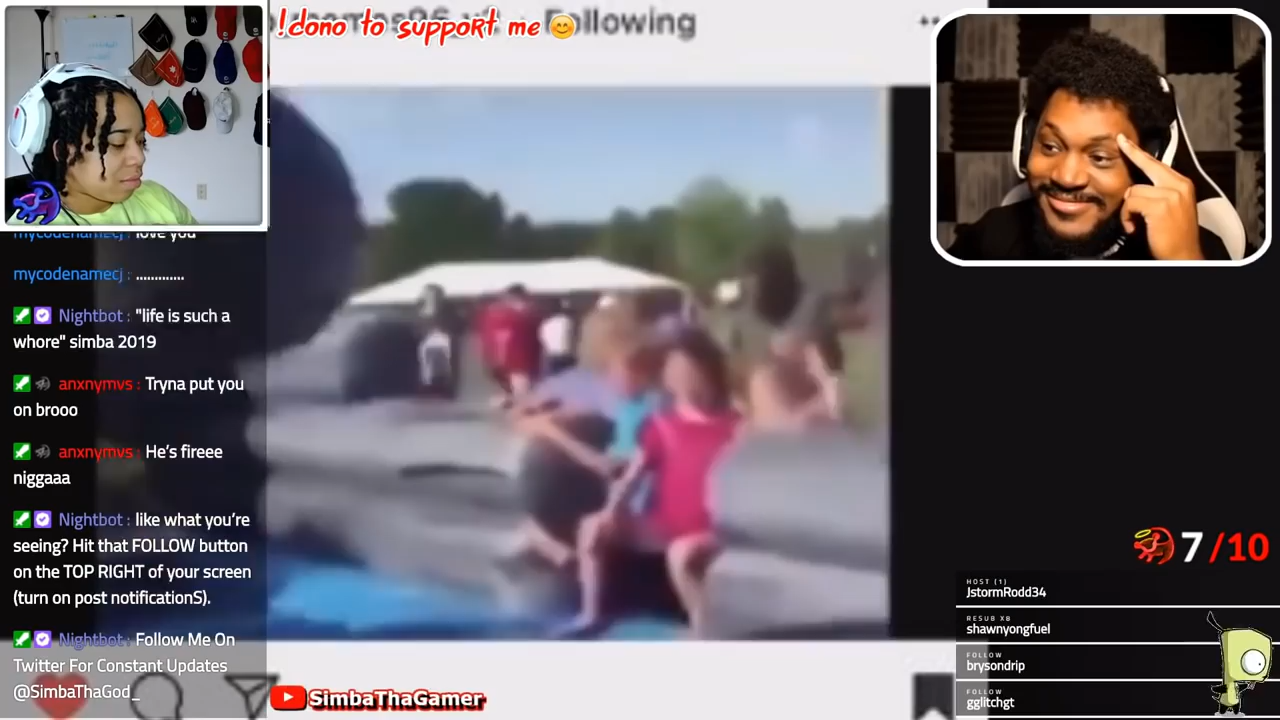 !dono to support me 😊
ollowing
mycodenamecj : love you
mycodenamecj : .............
Nightbot : "life is such a
whore" simba 2019
anxnymvs : Tryna put you
on brooo
anxnymvs : He's fireee
niggaaa
Nightbot : like what you're
seeing? Hit that FOLLOW button
on the TOP RIGHT of your screen
(turn on post notificationS).
Nightbot : Follow Me On
Twitter For Constant Updates
@SimbaThaGod_
SimbaThaGamer
7 /10
HOST (1)
JstormRodd34
RESUB X8
shawnyongfuel
FOLLOW
brysondrip
FOLLOW
gglitchgt